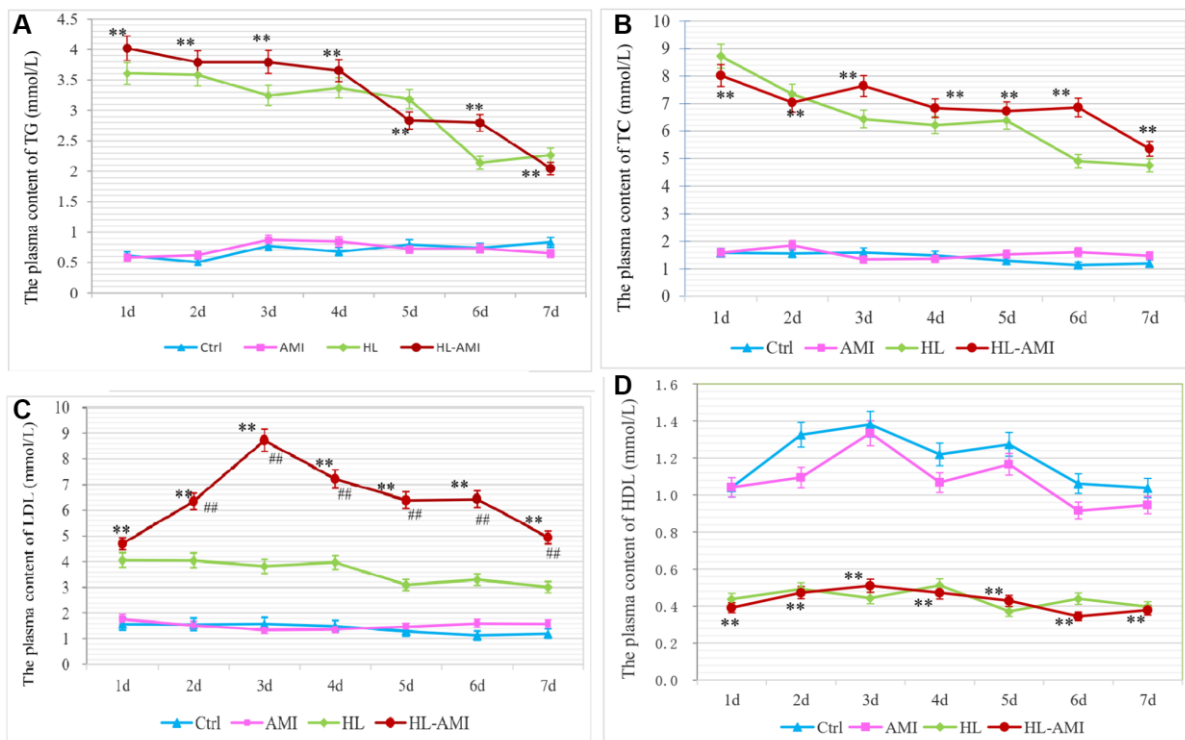 A
The plasma content of TG (mmol/L)
4.5
4
3.5
3
2.5
2
1.5
1
0.5
0
** ** ** ** ** ** **
1d 2d 3d 4d 5d 6d 7d
Ctrl AMI HL HL-AMI
B
The plasma content of TC (mmol/L)
10
9
8
7
6
5
4
3
2
1
0
** ** ** ** ** ** **
1d 2d 3d 4d 5d 6d 7d
Ctrl AMI HL HL-AMI
C
The plasma content of LDL (mmol/L)
10
9
8
7
6
5
4
3
2
1
0
** ** ** ** ** ** **
## ## ## ## ## ##
1d 2d 3d 4d 5d 6d 7d
Ctrl AMI HL HL-AMI
D
The plasma content of HDL (mmol/L)
1.6
1.4
1.2
1.0
0.8
0.6
0.4
0.2
0.0
** ** ** ** ** ** **
1d 2d 3d 4d 5d 6d 7d
Ctrl AMI HL HL-AMI